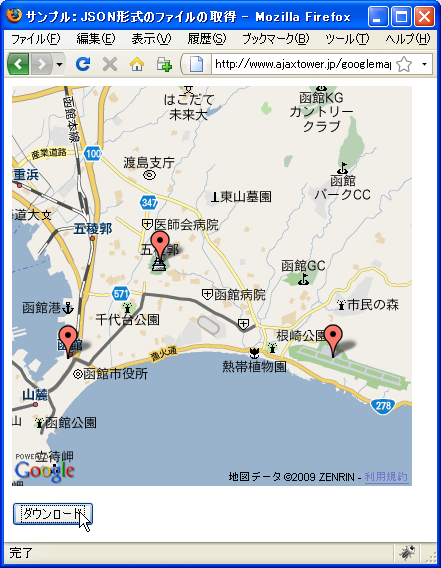 サンプル: JSON形式のファイルの取得 - Mozilla Firefox
ファイル(F) 編集(E) 表示(V) 履歴(S) ブックマーク(B) ツール(T) ヘルプ(H)
http://www.ajaxtower.jp/googlemap
はこだて
未来大
函館KG
カントリー
クラブ
函館本線
産業道路
100
渡島支庁
函館
パークCC
重浜
347
東山墓園
海道大
五稜郭
医師会病院
五稜郭
函館GC
571
函館病院
函館港
千代台公園
市民の森
根崎公園
函館
漁火通
函館市役所
熱帯植物園
山麓
278
函館公園
立待岬
POWERED BY
Google
地図データ ©2009 ZENRIN - 利用規約
ダウンロード
完了